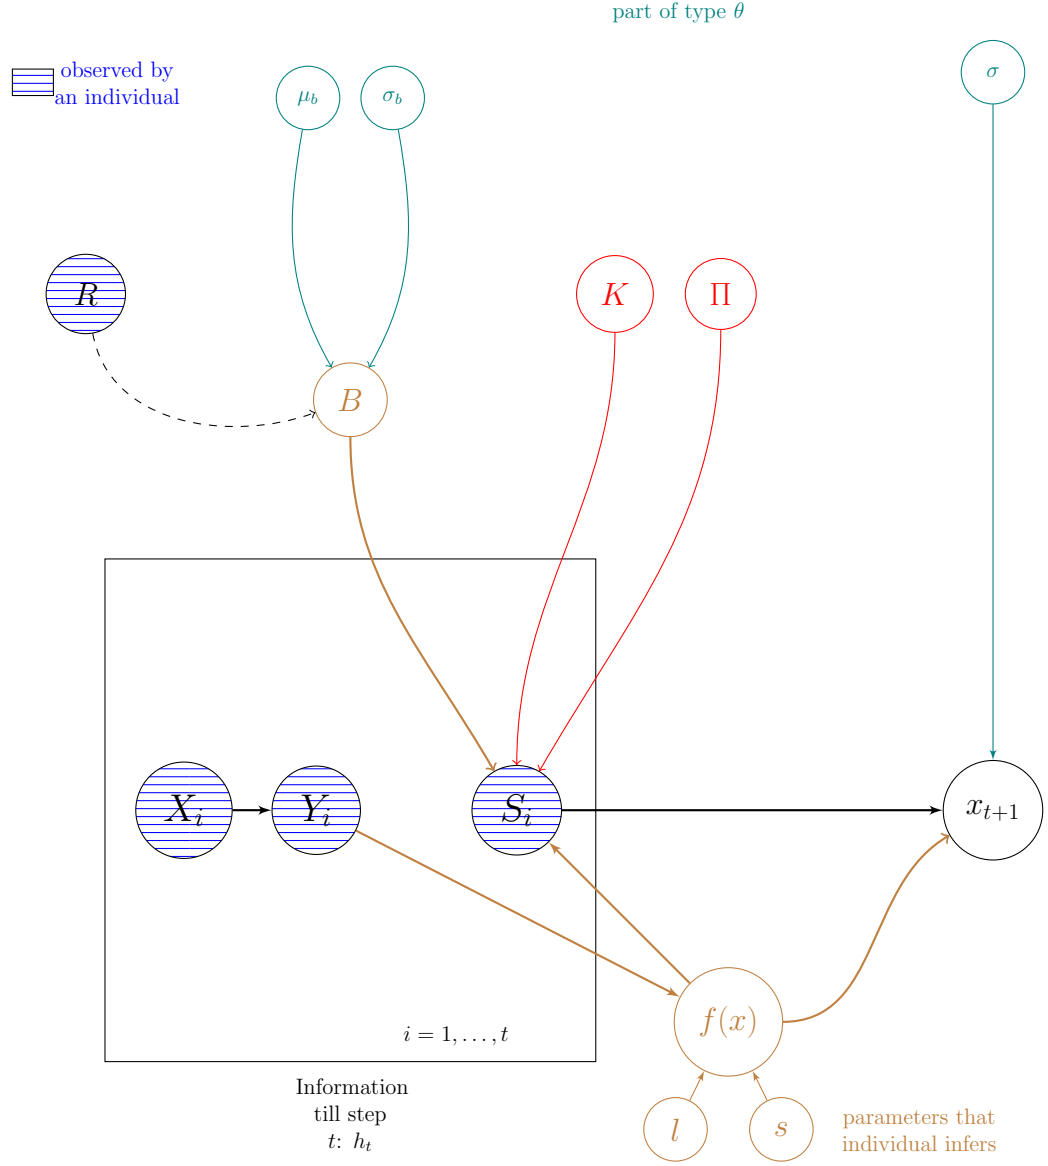 part of type θ
observed by
an individual
μ_b
σ_b
σ
R
K
Π
B
X_i
Y_i
S_i
x_{t+1}
f(x)
i = 1, . . . , t
Information
till step
t: h_t
l
s
parameters that
individual infers